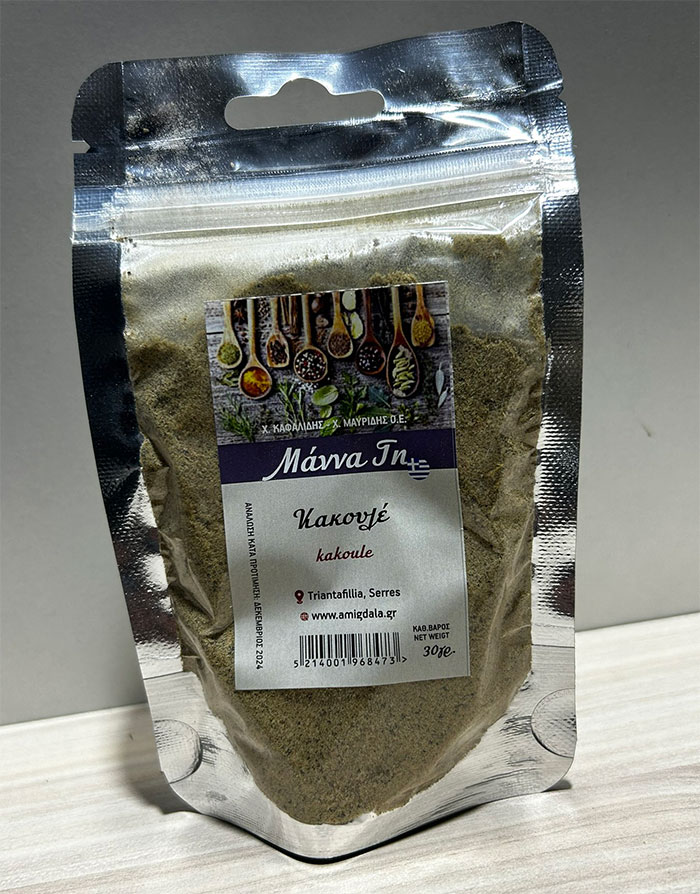 Χ. ΚΑΦΑΛΙΔΗΣ - Χ. ΜΑΥΡΙΔΗΣ Ο.Ε.
Μάννα Γη
Κακουλέ
kakoule
Triantafillia, Serres
www.amigdala.gr
ΚΑΘ.ΒΑΡΟΣ
NET WEIGT
30γρ.
5 214001 968473 >
ΑΝΑΛΩΣΗ ΚΑΤΑ ΠΡΟΤΙΜΗΣΗ: ΔΕΚΕΜΒΡΙΟΣ 2024